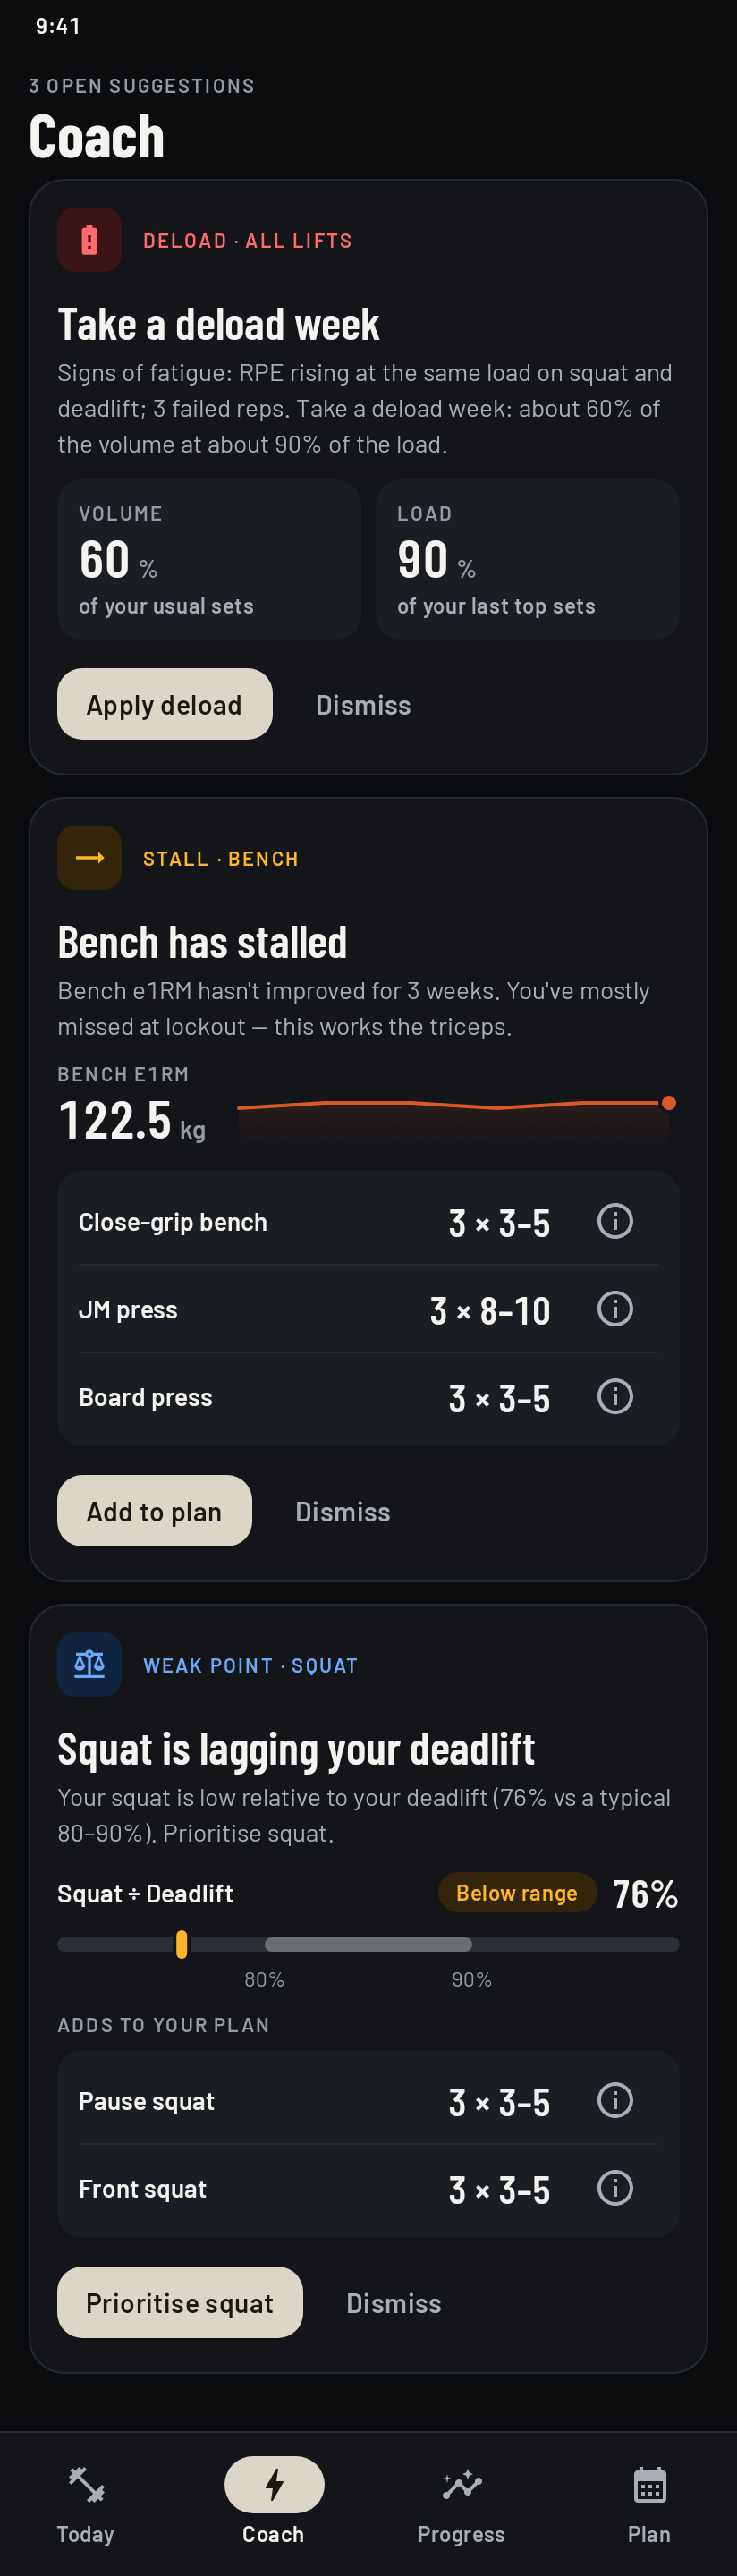 9:41
3 OPEN SUGGESTIONS
Coach
DELOAD · ALL LIFTS
Take a deload week
Signs of fatigue: RPE rising at the same load on squat and
deadlift; 3 failed reps. Take a deload week: about 60% of
the volume at about 90% of the load.
VOLUME
60 %
of your usual sets
LOAD
90 %
of your last top sets
Apply deload
Dismiss
STALL · BENCH
Bench has stalled
Bench e1RM hasn't improved for 3 weeks. You've mostly
missed at lockout — this works the triceps.
BENCH E1RM
122.5 kg
Close-grip bench 3 × 3–5
JM press 3 × 8–10
Board press 3 × 3–5
Add to plan
Dismiss
WEAK POINT · SQUAT
Squat is lagging your deadlift
Your squat is low relative to your deadlift (76% vs a typical
80–90%). Prioritise squat.
Squat ÷ Deadlift Below range 76%
80% 90%
ADDS TO YOUR PLAN
Pause squat 3 × 3–5
Front squat 3 × 3–5
Prioritise squat
Dismiss
Today
Coach
Progress
Plan